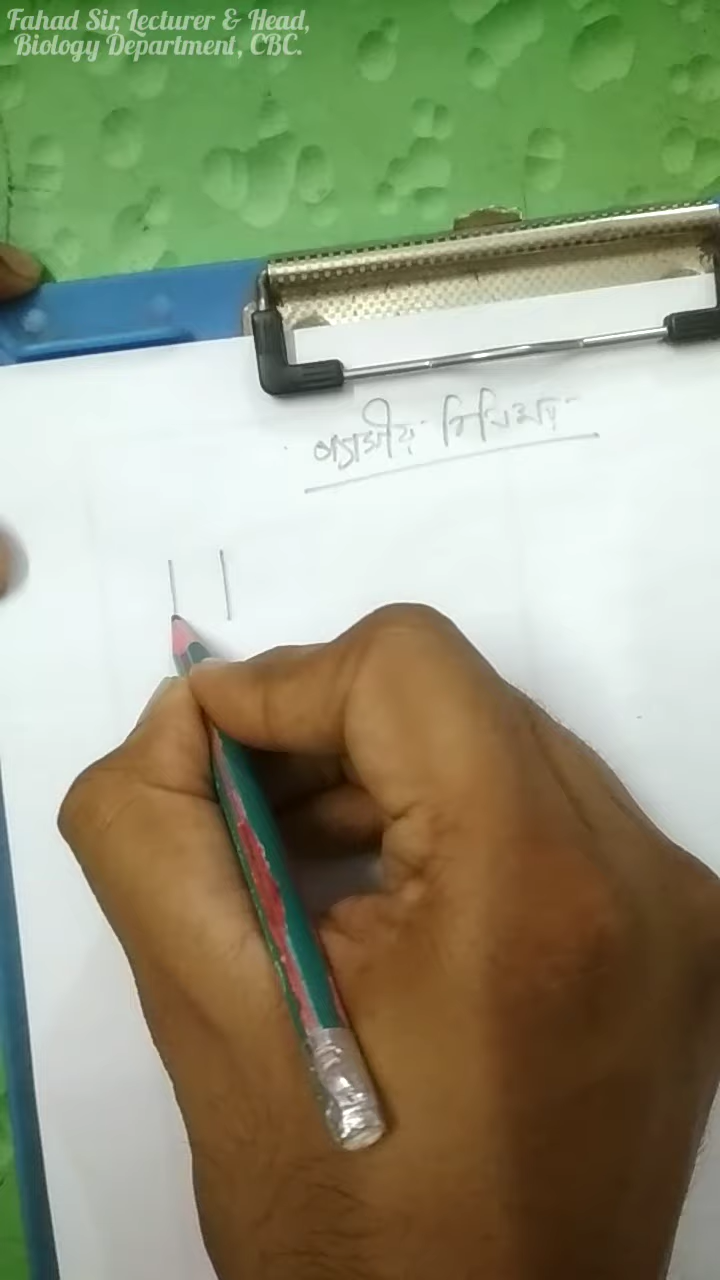 Fahad Sir, Lecturer & Head,
Biology Department, CBC.
গ্যাসীয় বিনিময়